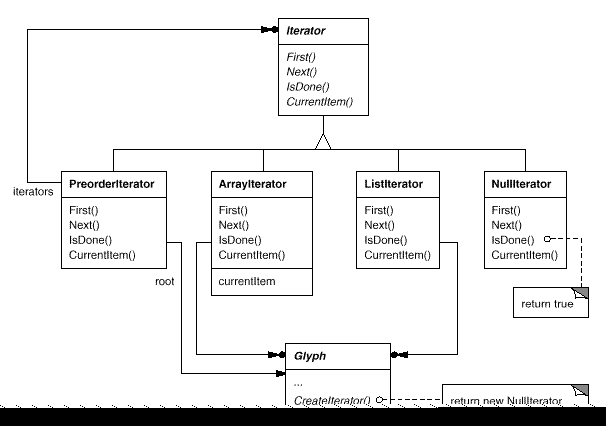 Iterator
First()
Next()
IsDone()
CurrentItem()
iterators
PreorderIterator
First()
Next()
IsDone()
CurrentItem()
root
ArrayIterator
First()
Next()
IsDone()
CurrentItem()
currentItem
ListIterator
First()
Next()
IsDone()
CurrentItem()
NullIterator
First()
Next()
IsDone()
CurrentItem()
return true
Glyph
...
CreateIterator()
return new NullIterator